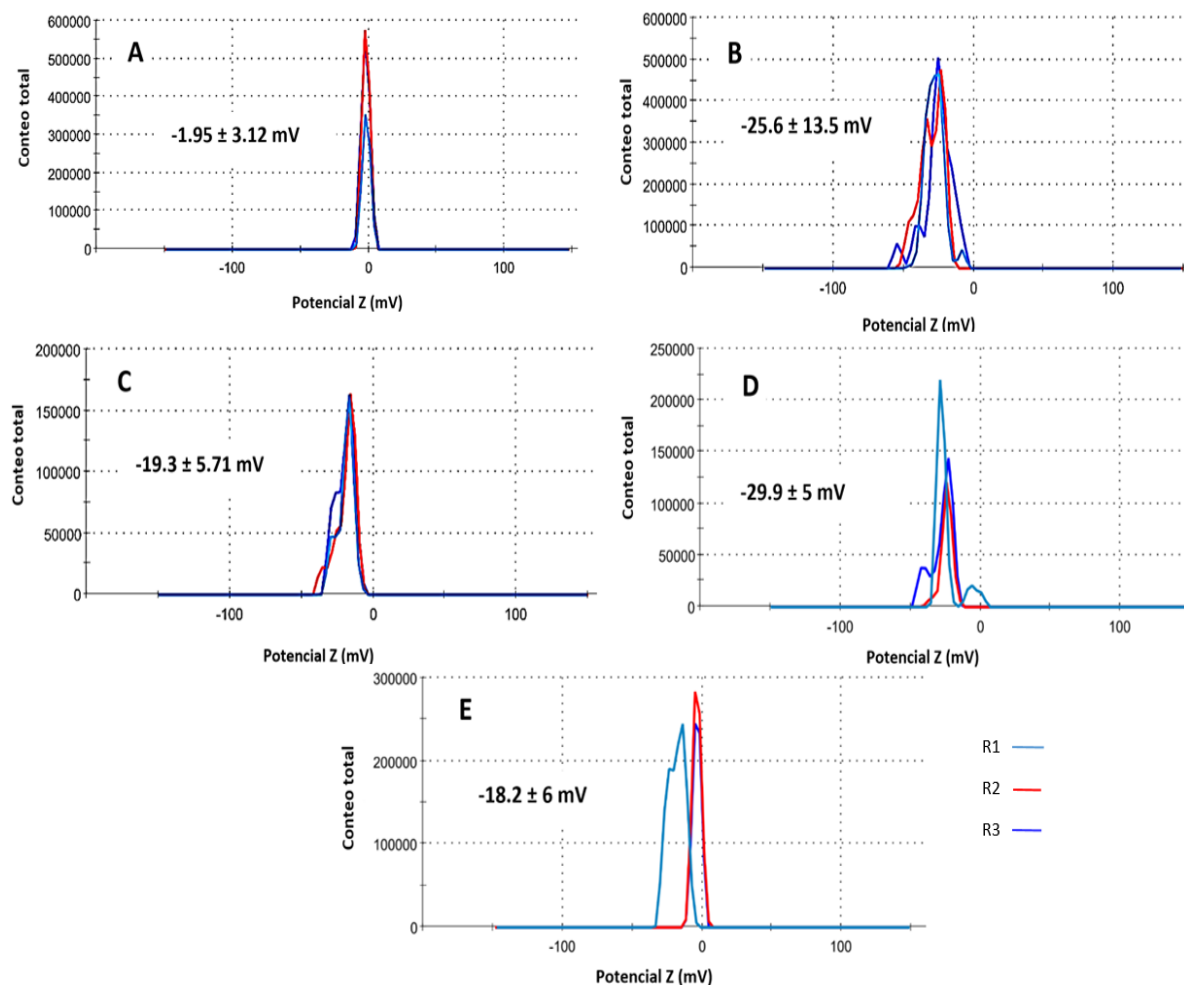 A
Conteo total
600000
500000
400000
300000
200000
100000
0
-1.95 ± 3.12 mV
-100
0
100
Potencial Z (mV)
B
Conteo total
600000
500000
400000
300000
200000
100000
0
-25.6 ± 13.5 mV
-100
0
100
Potencial Z (mV)
C
Conteo total
200000
150000
100000
50000
0
-19.3 ± 5.71 mV
-100
0
100
Potencial Z (mV)
D
Conteo total
250000
200000
150000
100000
50000
0
-29.9 ± 5 mV
-100
0
100
Potencial Z (mV)
E
Conteo total
300000
200000
100000
0
-18.2 ± 6 mV
-100
0
100
Potencial Z (mV)
R1
R2
R3